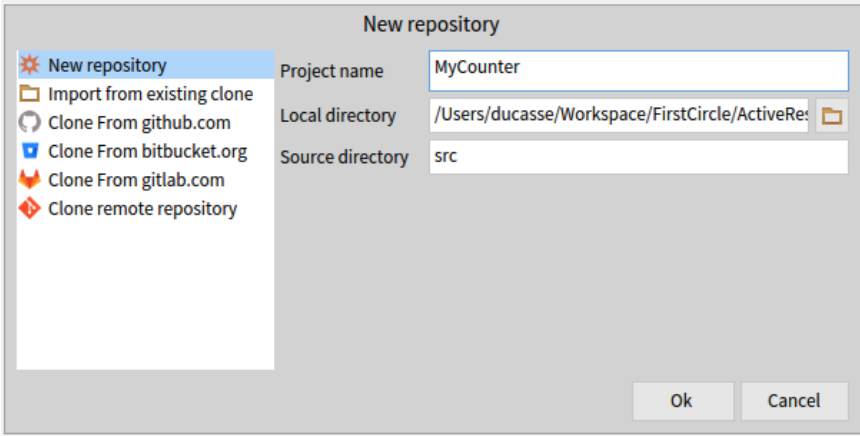 New repository
New repository
Import from existing clone
Clone From github.com
Clone From bitbucket.org
Clone From gitlab.com
Clone remote repository
Project name
MyCounter
Local directory
/Users/ducasse/Workspace/FirstCircle/ActiveRes
Source directory
src
Ok
Cancel